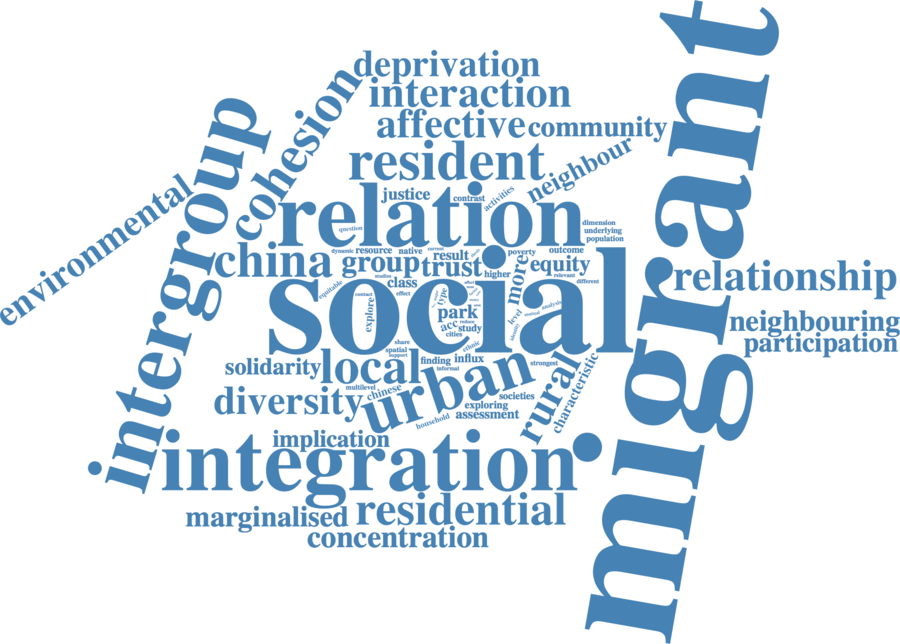 deprivation
interaction
affective
community
cohesion
resident
neighbour
environmental
intergroup
justice
contrast
activities
relation
question
dimension
underlying
population
dynamic
resource
native
current
result
poverty
outcome
china
group
trust
higher
more
equity
relevant
studies
class
effect
different
equitable
contact
explore
social
type
park
acc
reduce
study
cities
level
analysis
mutual
identity
effort
migrant
relationship
neighbouring
participation
share
spatial
support
ethnic
solidarity
local
finding
influx
informal
strongest
urban
rural
characteristic
multilevel
chinese
diversity
household
societies
exploring
assessment
implication
integration
marginalised
residential
concentration